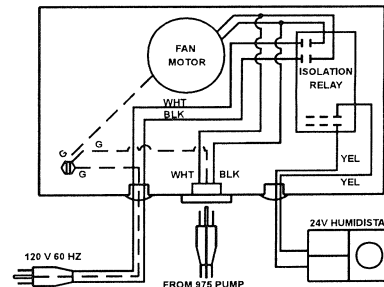 FAN
MOTOR
ISOLATION
RELAY
WHT
BLK
G
G
G
WHT
BLK
YEL
YEL
24V HUMIDISTA
120 V 60 HZ
FROM 975 PUMP